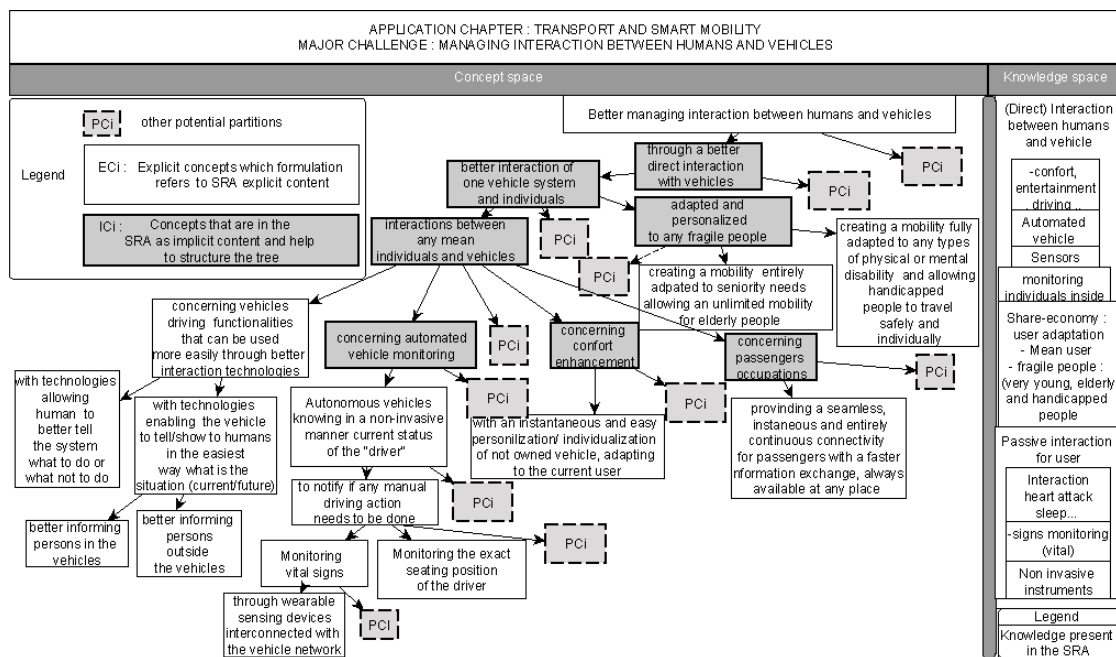 APPLICATION CHAPTER : TRANSPORT AND SMART MOBILITY
MAJOR CHALLENGE : MANAGING INTERACTION BETWEEN HUMANS AND VEHICLES
Concept space
Knowledge space
PCi
other potential partitions
Legend
ECi : Explicit concepts which formulation
refers to SRA explicit content
ICi : Concepts that are in the
SRA as implicit content and help
to structure the tree
Better managing interaction between humans and vehicles
PCi
through a better
direct interaction
with vehicles
PCi
better interaction of
one vehicle system
and individuals
PCi
adapted and
personalized
to any fragile people
PCi
creating a mobility entirely
adpated to seniority needs
allowing an unlimited mobility
for elderly people
creating a mobility fully
adapted to any types
of physical or mental
disability and allowing
handicapped
people to travel
safely and
individually
interactions between
any mean
individuals and vehicles
PCi
concerning vehicles
driving functionalities
that can be used
more easily through better
interaction technologies
with technologies
allowing
human to
better tell
the system
what to do or
what not to do
with technologies
enabling the vehicle
to tell/show to humans
in the easiest
way what is the
situation (current/future)
better informing
persons in the
vehicles
better informing
persons
outside
the vehicles
concerning automated
vehicle monitoring
PCi
Autonomous vehicles
knowing in a non-invasive
manner current status
of the "driver"
PCi
to notify if any manual
driving action
needs to be done
PCi
Monitoring
vital signs
Monitoring the exact
seating position
of the driver
through wearable
sensing devices
interconnected with
the vehicle network
PCI
concerning
confort
enhancement
PCi
with an instantaneous and easy
personilization/ individualization
of not owned vehicle, adapting
to the current user
concerning
passengers
occupations
PCi
provinding a seamless,
instaneous and entirely
continuous connectivity
for passengers with a faster
nformation exchange, always
available at any place
(Direct) Interaction
between humans
and vehicle
-confort,
entertainment
, driving ..
Automated
vehicle
Sensors
monitoring
individuals inside
Share-economy :
user adaptation
- Mean user
- fragile people :
(very young, elderly
and handicapped
people
Passive interaction
for user
Interaction
heart attack
sleep...
-signs monitoring
(vital)
Non invasive
instruments
Legend
Knowledge present
in the SRA